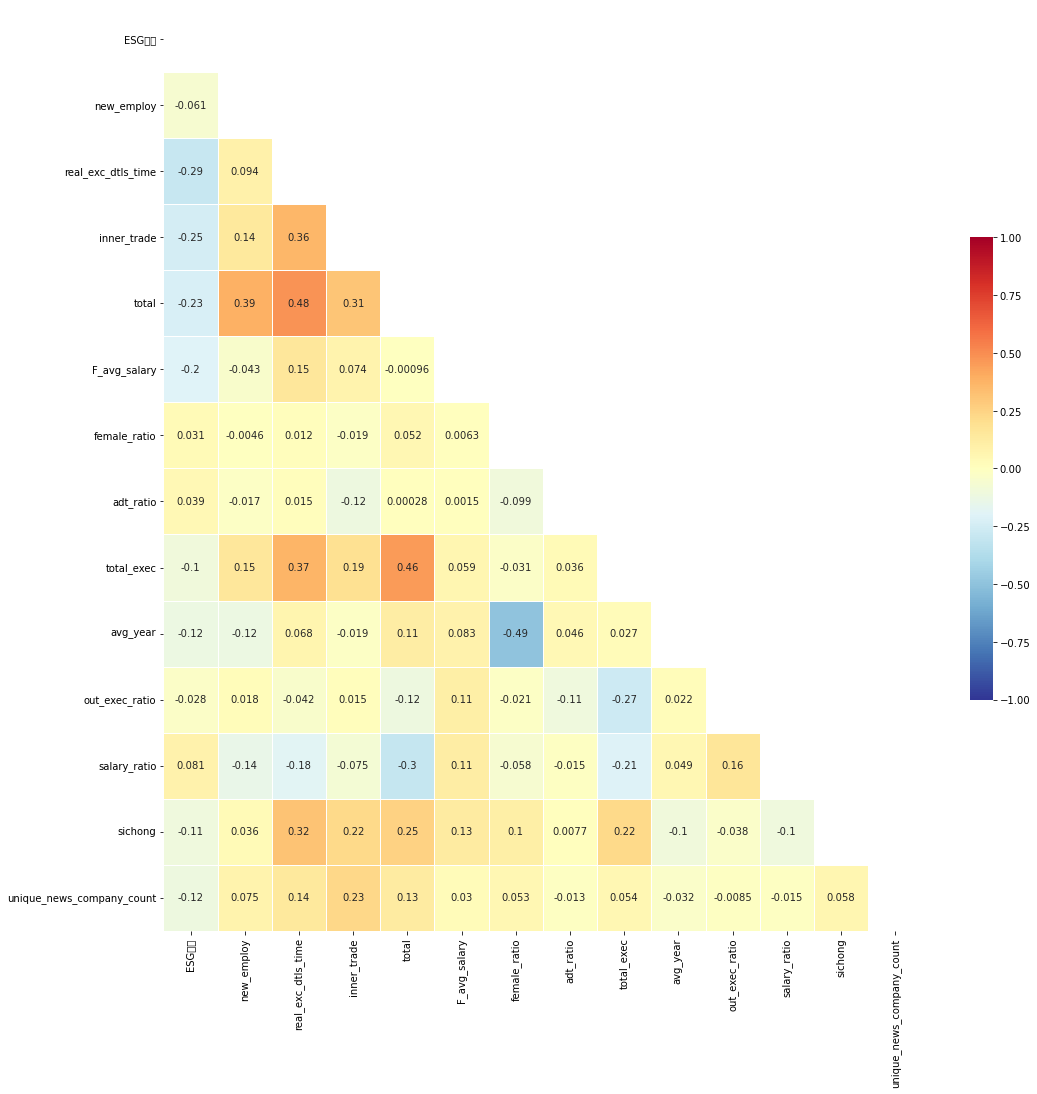 ESG
new_employ -0.061
real_exc_dtls_time -0.29 0.094
inner_trade -0.25 0.14 0.36
total -0.23 0.39 0.48 0.31
F_avg_salary -0.2 -0.043 0.15 0.074 -0.00096
female_ratio 0.031 -0.0046 0.012 -0.019 0.052 0.0063
adt_ratio 0.039 -0.017 0.015 -0.12 0.00028 0.0015 -0.099
total_exec -0.1 0.15 0.37 0.19 0.46 0.059 -0.031 0.036
avg_year -0.12 -0.12 0.068 -0.019 0.11 0.083 -0.49 0.046 0.027
out_exec_ratio -0.028 0.018 -0.042 0.015 -0.12 0.11 -0.021 -0.11 -0.27 0.022
salary_ratio 0.081 -0.14 -0.18 -0.075 -0.3 0.11 -0.058 -0.015 -0.21 0.049 0.16
sichong -0.11 0.036 0.32 0.22 0.25 0.13 0.1 0.0077 0.22 -0.1 -0.038 -0.1
unique_news_company_count -0.12 0.075 0.14 0.23 0.13 0.03 0.053 -0.013 0.054 -0.032 -0.0085 -0.015 0.058
ESG
new_employ
real_exc_dtls_time
inner_trade
total
F_avg_salary
female_ratio
adt_ratio
total_exec
avg_year
out_exec_ratio
salary_ratio
sichong
unique_news_company_count
1.00
0.75
0.50
0.25
0.00
−0.25
−0.50
−0.75
−1.00